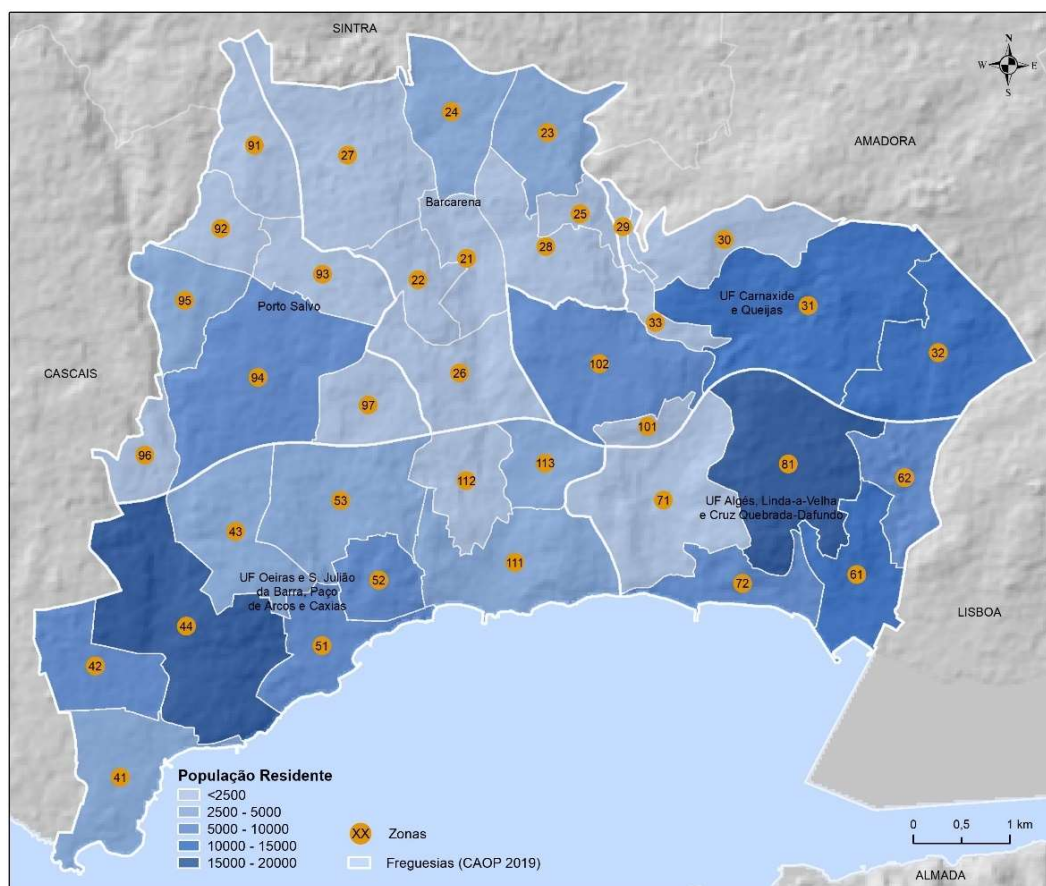 SINTRA
N
W E
S
24
23
91
27
AMADORA
Barcarena
25
29
92
30
28
21
93
22
95
Porto Salvo
UF Carnaxide
e Queijas
31
33
32
102
CASCAIS
94
26
97
101
96
113
81
62
112
53
71
UF Algés, Linda-a-Velha
e Cruz Quebrada-Dafundo
43
111
61
52
72
UF Oeiras e S. Julião
da Barra, Paço
de Arcos e Caxias
LISBOA
44
51
42
41
População Residente
<2500
2500 - 5000
5000 - 10000
10000 - 15000
15000 - 20000
XX Zonas
Freguesias (CAOP 2019)
0 0,5 1 km
ALMADA